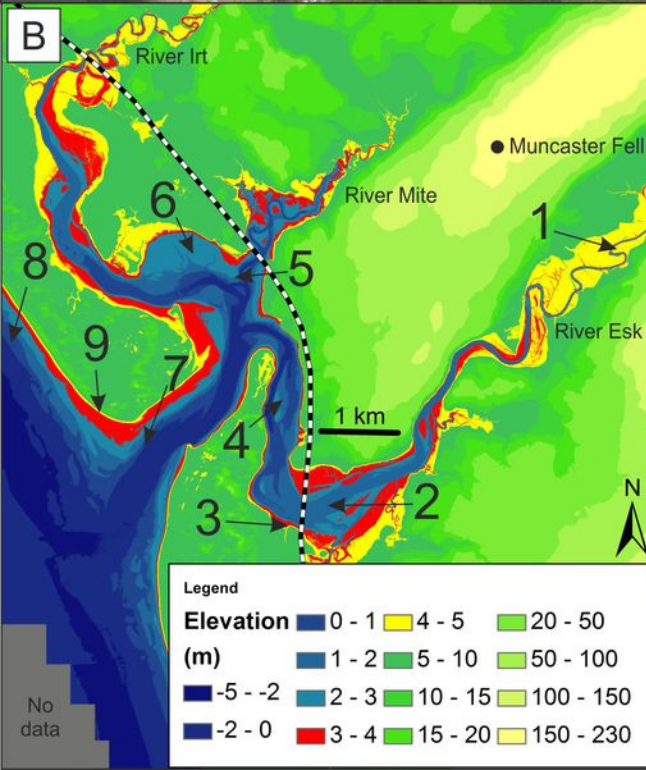 B
River Irt
Muncaster Fell
River Mite
6
1
8
5
River Esk
9
7
1 km
4
N
3
2
Legend
Elevation
(m)
-5 - -2
-2 - 0
0 - 1
1 - 2
2 - 3
3 - 4
4 - 5
5 - 10
10 - 15
15 - 20
20 - 50
50 - 100
100 - 150
150 - 230
No
data